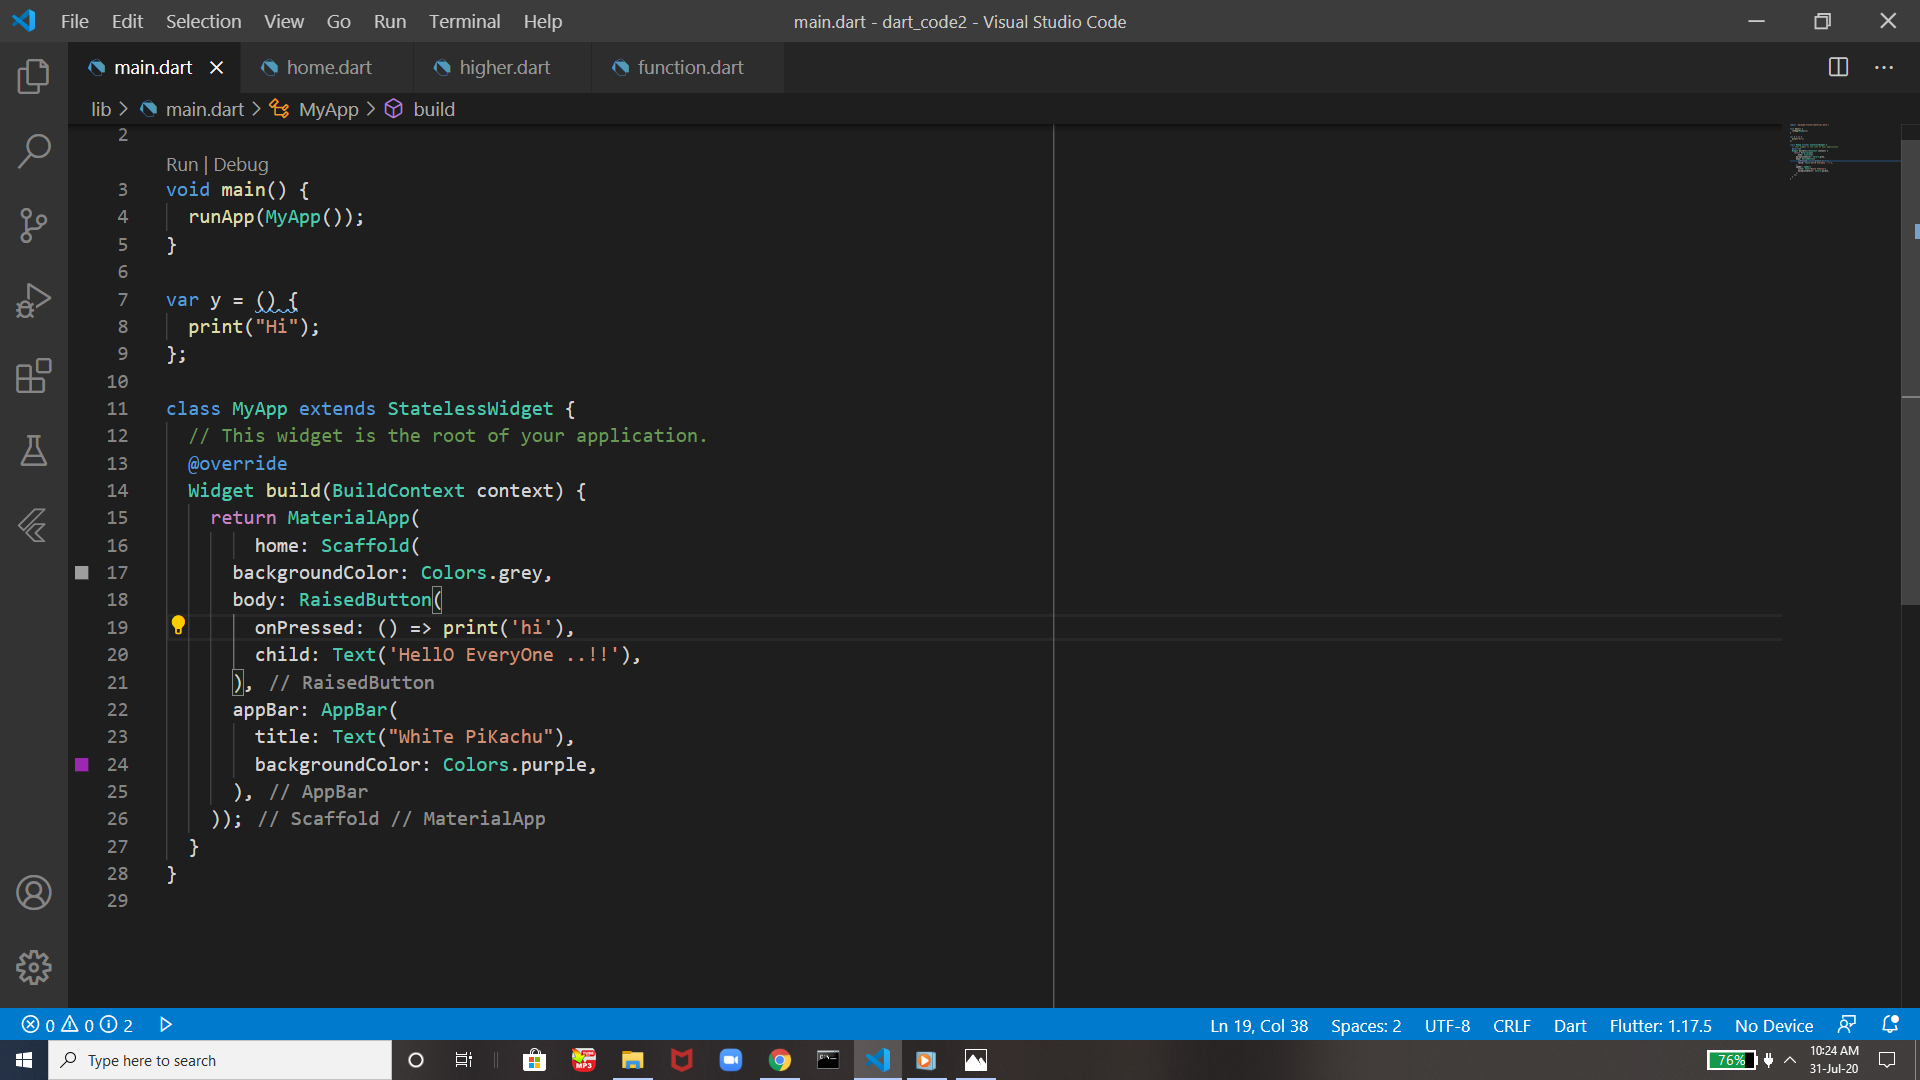 File Edit Selection View Go Run Terminal Help main.dart - dart_code2 - Visual Studio Code
main.dart home.dart higher.dart function.dart
lib > main.dart > MyApp > build
2
Run | Debug
3 void main() {
4 runApp(MyApp());
5 }
6
7 var y = () {
8 print("Hi");
9 };
10
11 class MyApp extends StatelessWidget {
12 // This widget is the root of your application.
13 @override
14 Widget build(BuildContext context) {
15 return MaterialApp(
16 home: Scaffold(
17 backgroundColor: Colors.grey,
18 body: RaisedButton(
19 onPressed: () => print('hi'),
20 child: Text('HellO EveryOne ..!!'),
21 ), // RaisedButton
22 appBar: AppBar(
23 title: Text("WhiTe PiKachu"),
24 backgroundColor: Colors.purple,
25 ), // AppBar
26 )); // Scaffold // MaterialApp
27 }
28 }
29
0 0 2 Ln 19, Col 38 Spaces: 2 UTF-8 CRLF Dart Flutter: 1.17.5 No Device
Type here to search MP3 76% 10:24 AM
31-Jul-20